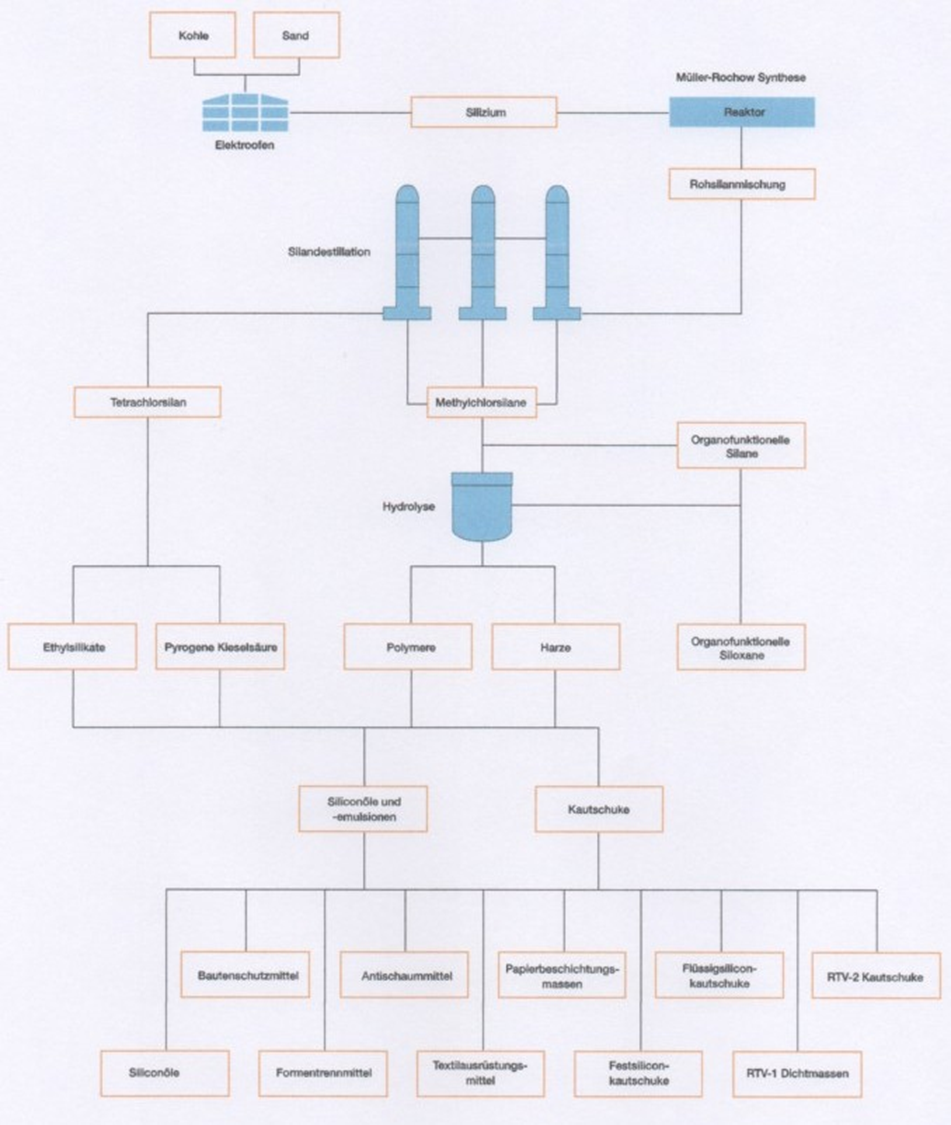 Kohle
Sand
Müller-Rochow Synthese
Silizium
Reaktor
Elektroofen
Rohsilanmischung
Silandestillation
Tetrachlorsilan
Methylchlorsilane
Organofunktionelle
Silane
Hydrolyse
Ethylsilikate
Pyrogene Kieselsäure
Polymere
Harze
Organofunktionelle
Siloxane
Siliconöle und
-emulsionen
Kautschuke
Bautenschutzmittel
Antischaummittel
Papierbeschichtungs-
massen
Flüssigsilicon-
kautschuke
RTV-2 Kautschuke
Siliconöle
Formentrennmittel
Textilausrüstungs-
mittel
Festsilicon-
kautschuke
RTV-1 Dichtmassen